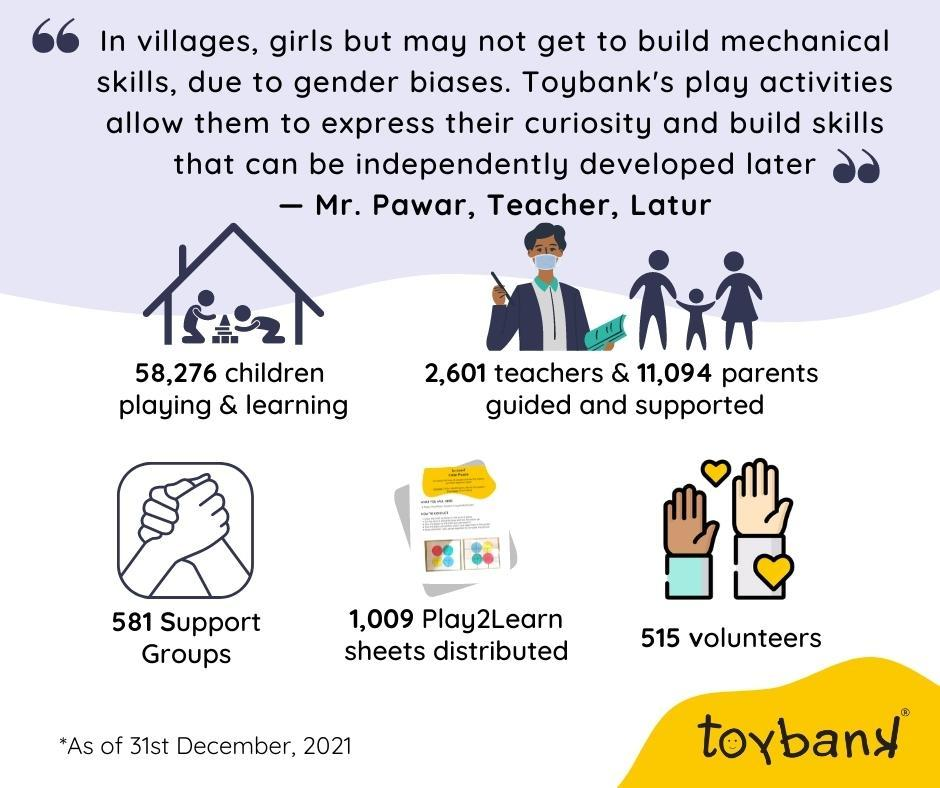 “ In villages, girls but may not get to build mechanical
skills, due to gender biases. Toybank's play activities
allow them to express their curiosity and build skills
that can be independently developed later ”
— Mr. Pawar, Teacher, Latur
58,276 children
playing & learning
2,601 teachers & 11,094 parents
guided and supported
581 Support
Groups
1,009 Play2Learn
sheets distributed
515 volunteers
*As of 31st December, 2021
toybank®